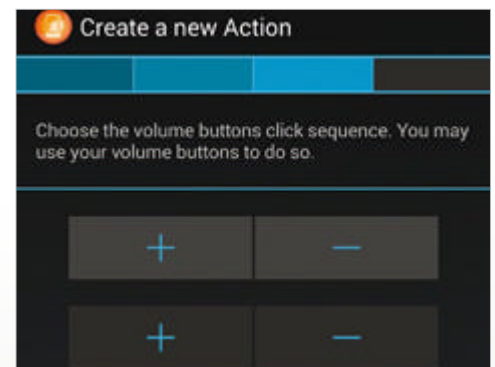 Create a new Action
Choose the volume buttons click sequence. You may
use your volume buttons to do so.
+ −
+ −